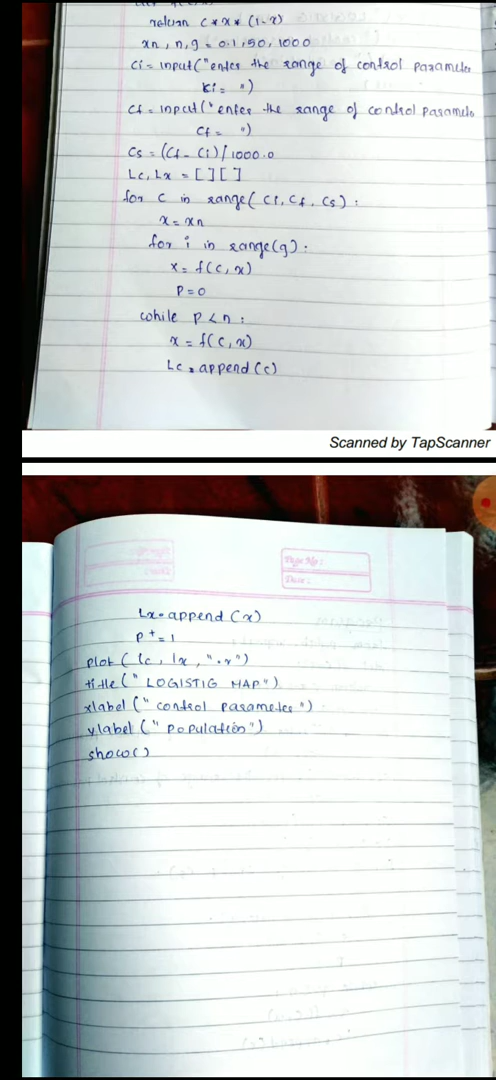 return c*x*(1-x)
xn, n, g = 0.1, 50, 1000
Ci = input("enter the range of control parameter
Ki = ")
Cf = input("enter the range of control parameter
Cf = ")
Cs = (Cf - Ci)/1000.0
Lc, Lx = [] []
for c in range(Ci, Cf, Cs):
x = xn
for i in range(g):
x = f(c, x)
P = 0
while P < n:
x = f(c, x)
Lc.append(c)
Scanned by TapScanner
Page No:
Date:
Lx.append(x)
P += 1
plot(lc, lx, ".r")
title("LOGISTIG MAP")
xlabel("control parameter")
ylabel("Population")
show()